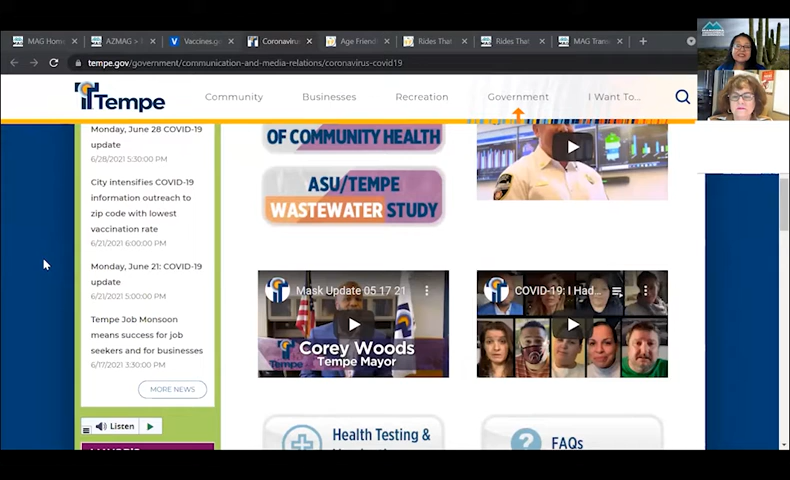 MAG Home
AZMAG >
Vaccines.ge
Coronavirus
Age Friend
Rides That
Rides That
MAG Tran
tempe.gov/government/communication-and-media-relations/coronavirus-covid19
Tempe
Community
Businesses
Recreation
Government
I Want To...
Monday, June 28 COVID-19
update
6/28/2021 5:30:00 PM
City intensifies COVID-19
information outreach to
zip code with lowest
vaccination rate
6/21/2021 6:00:00 PM
Monday, June 21: COVID-19
update
6/21/2021 5:00:00 PM
Tempe Job Monsoon
means success for job
seekers and for businesses
6/17/2021 3:30:00 PM
MORE NEWS
Listen
OF COMMUNITY HEALTH
ASU/TEMPE
WASTEWATER STUDY
Mask Update 05 17 21
Corey Woods
Tempe Mayor
COVID-19: I Had...
Health Testing &
FAQs